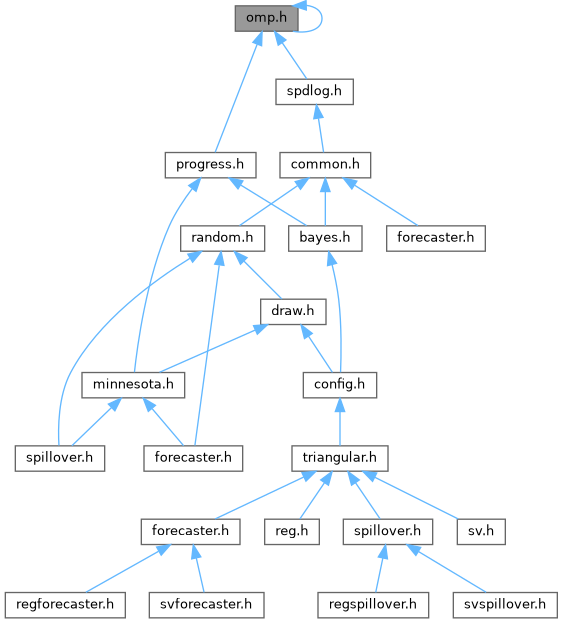 omp.h
spdlog.h
progress.h
common.h
random.h
bayes.h
forecaster.h
draw.h
minnesota.h
config.h
spillover.h
forecaster.h
triangular.h
forecaster.h
reg.h
spillover.h
sv.h
regforecaster.h
svforecaster.h
regspillover.h
svspillover.h